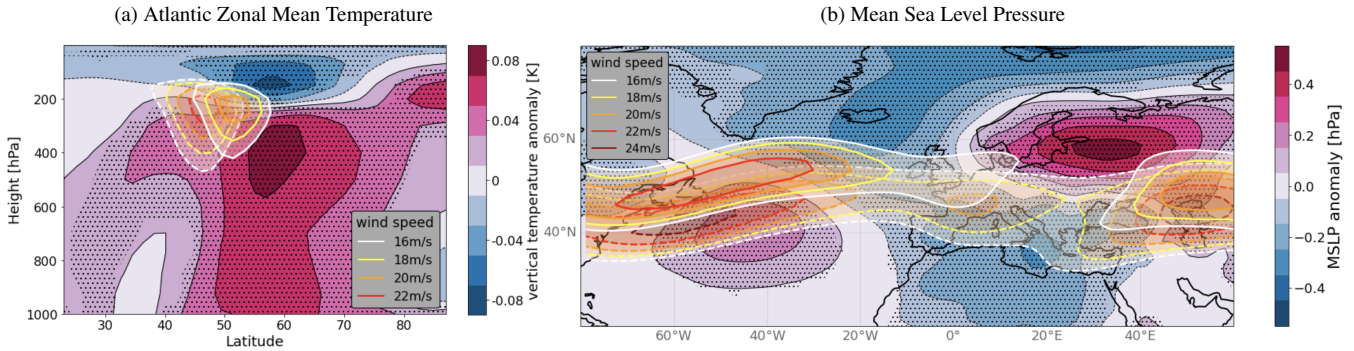 (a) Atlantic Zonal Mean Temperature
Height [hPa]
200
400
600
800
1000
30
40
50
60
70
80
Latitude
wind speed
16m/s
18m/s
20m/s
22m/s
0.08
0.04
0
−0.04
−0.08
vertical temperature anomaly [K]
(b) Mean Sea Level Pressure
wind speed
16m/s
18m/s
20m/s
22m/s
24m/s
60°N
40°N
60°W
40°W
20°W
0°
20°E
40°E
0.4
0.2
0.0
−0.2
−0.4
MSLP anomaly [hPa]